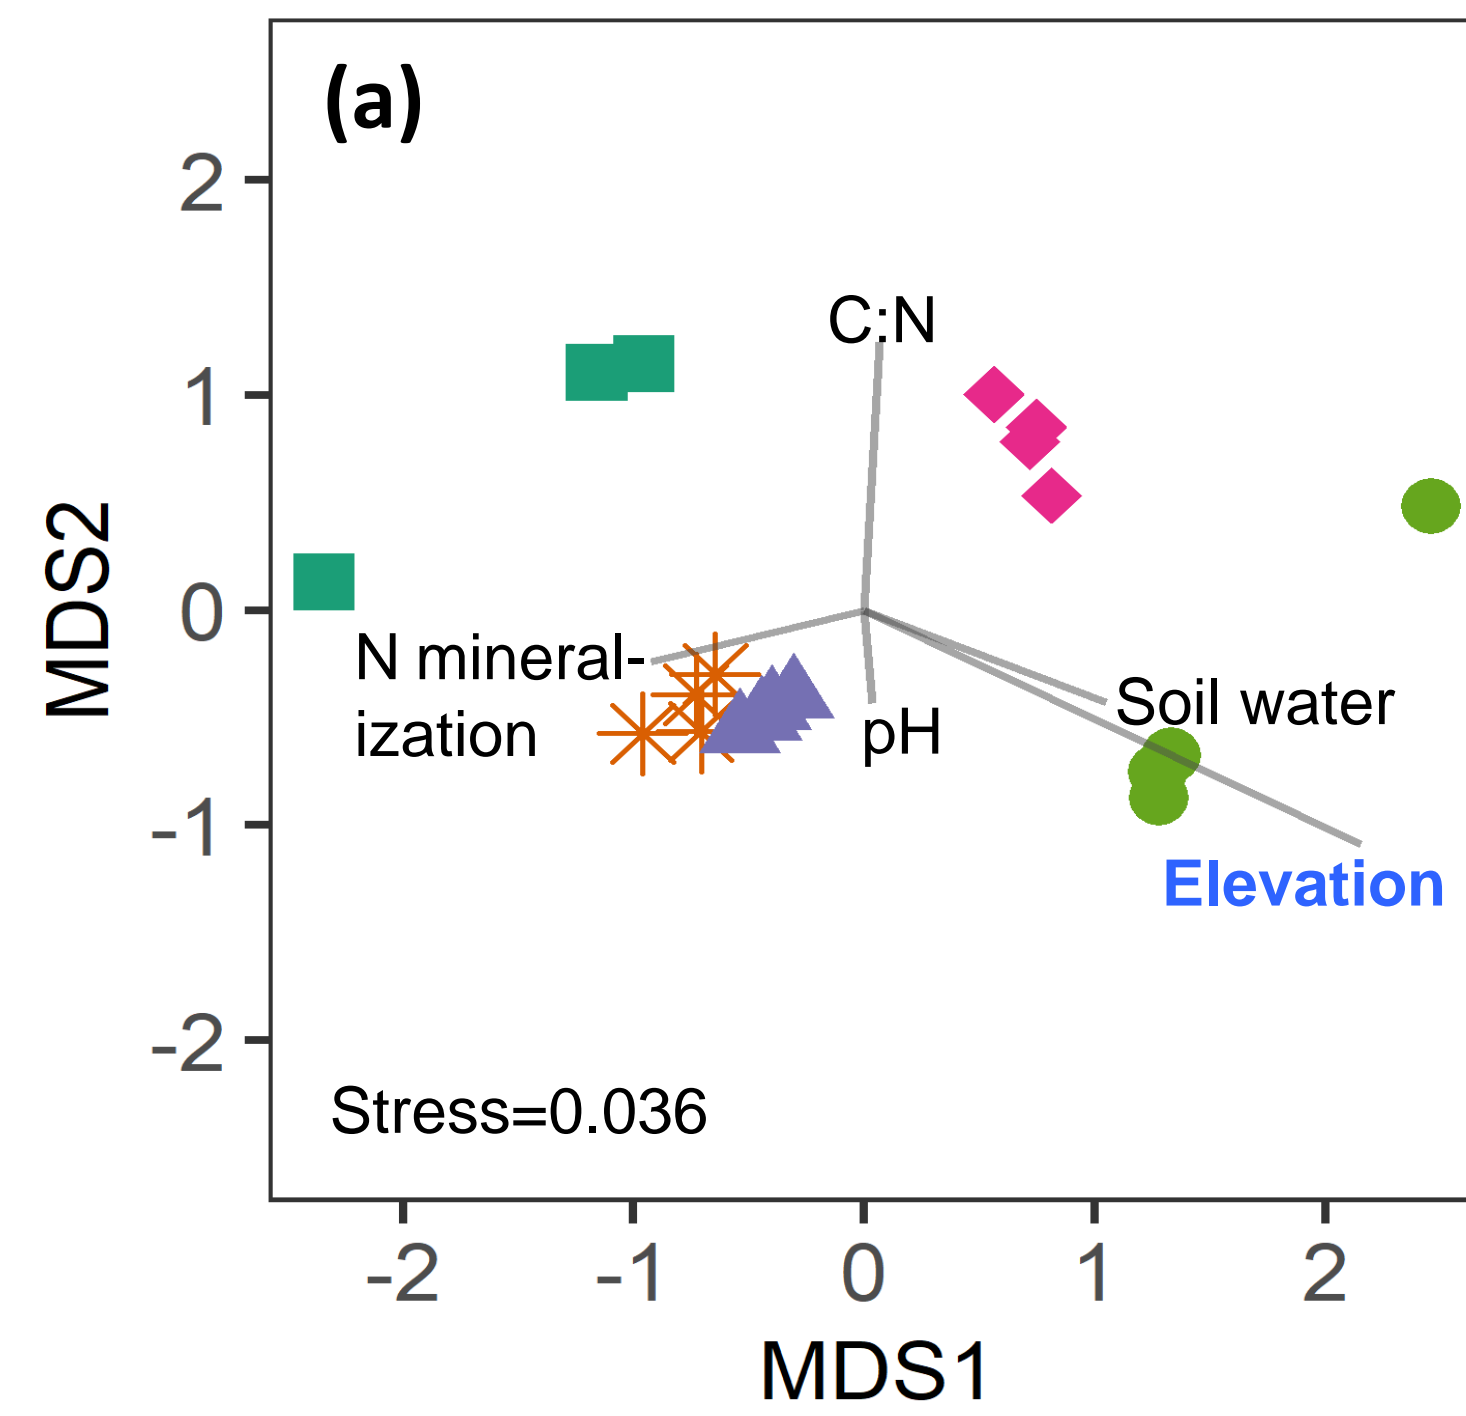 (a)
2
C:N
1
MDS2
0
N mineral-
ization
Soil water
pH
-1
Elevation
-2
Stress=0.036
-2 -1 0 1 2
MDS1